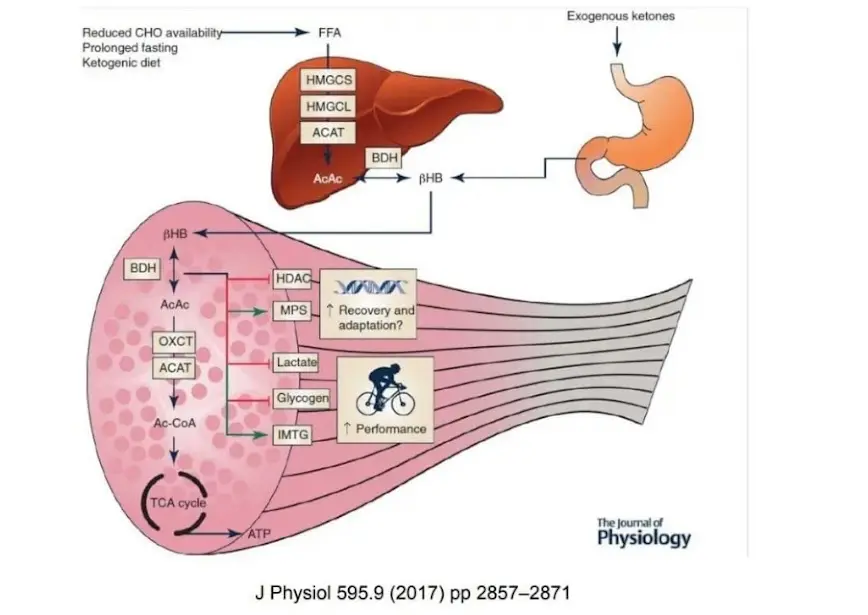 Exogenous ketones
Reduced CHO availability
Prolonged fasting
Ketogenic diet
FFA
HMGCS
HMGCL
ACAT
BDH
AcAc
βHB
βHB
BDH
AcAc
OXCT
ACAT
Ac-CoA
TCA cycle
ATP
HDAC
MPS
Lactate
Glycogen
IMTG
↑ Recovery and
adaptation?
↑ Performance
The Journal of
Physiology
J Physiol 595.9 (2017) pp 2857–2871